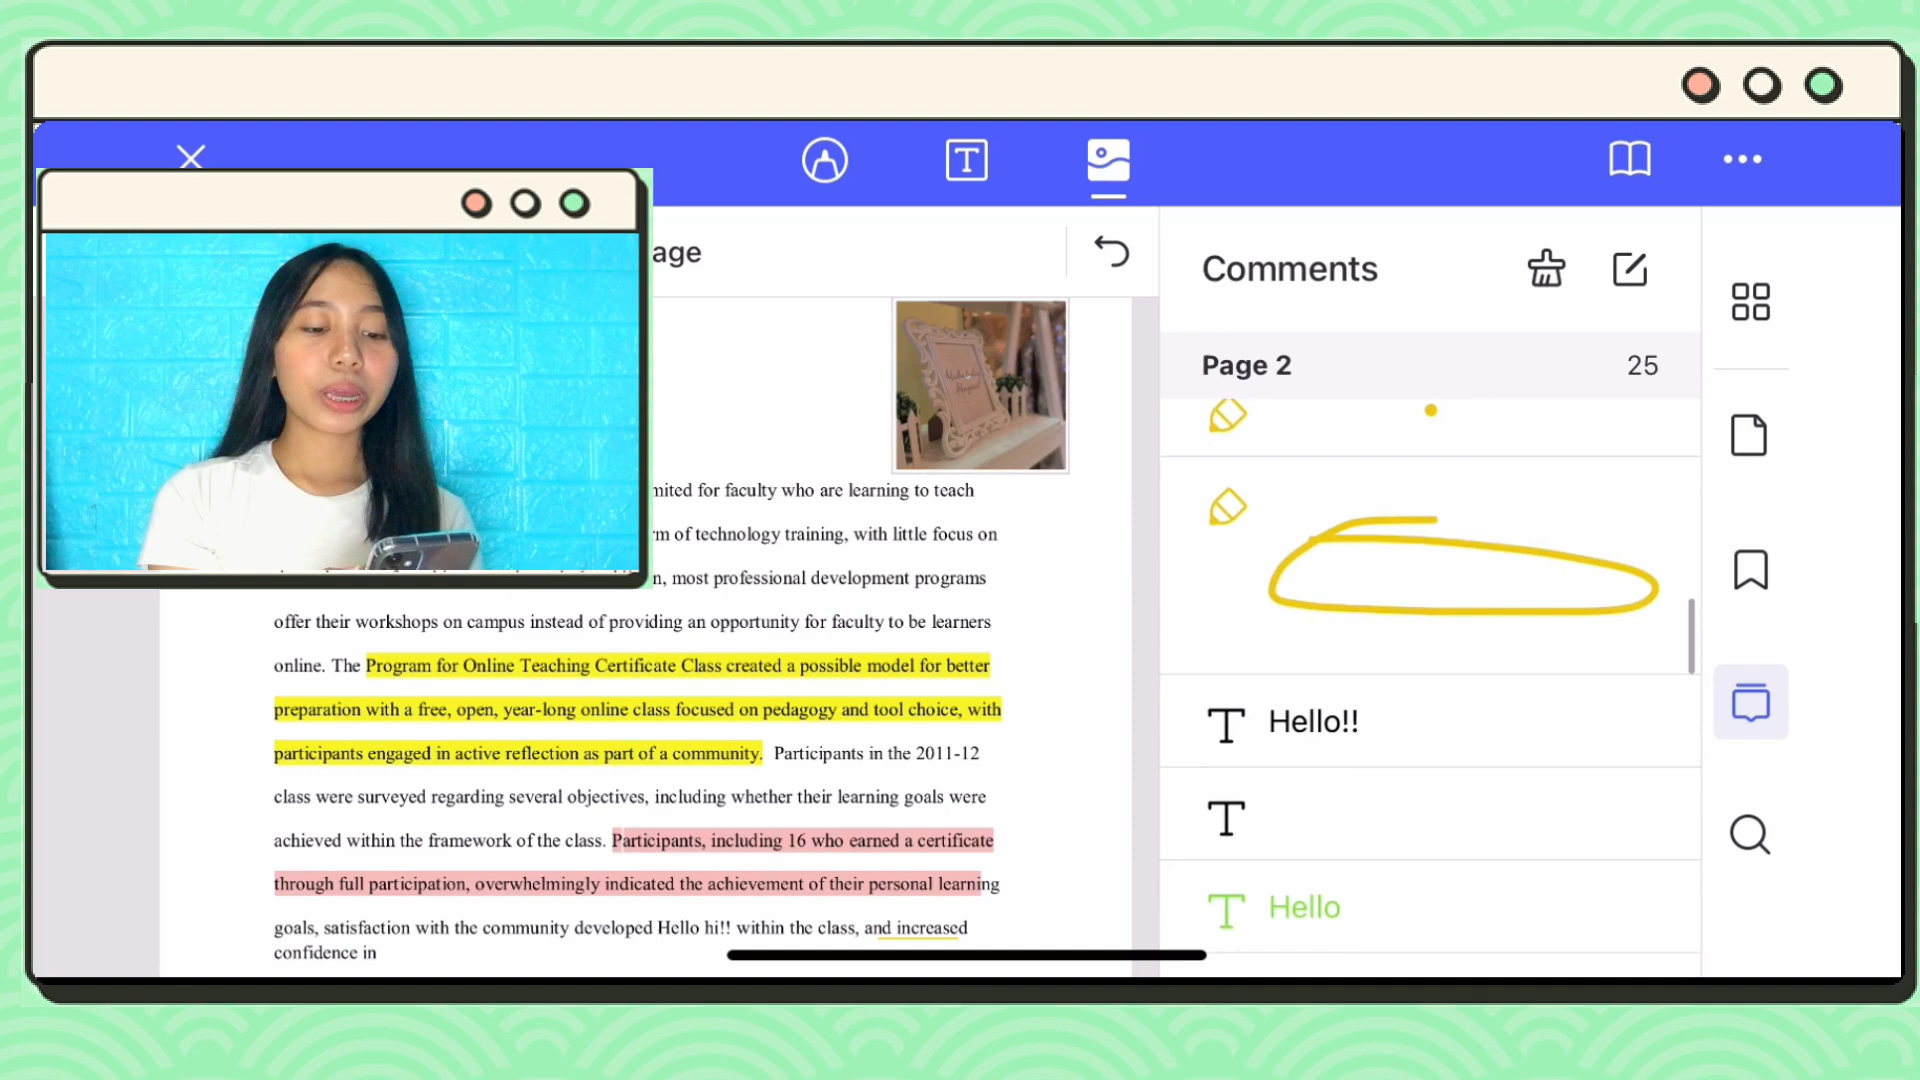 age
Comments
Page 2
25
mited for faculty who are learning to teach
rm of technology training, with little focus on
n, most professional development programs
offer their workshops on campus instead of providing an opportunity for faculty to be learners
online. The Program for Online Teaching Certificate Class created a possible model for better
preparation with a free, open, year-long online class focused on pedagogy and tool choice, with
participants engaged in active reflection as part of a community. Participants in the 2011-12
class were surveyed regarding several objectives, including whether their learning goals were
achieved within the framework of the class. Participants, including 16 who earned a certificate
through full participation, overwhelmingly indicated the achievement of their personal learning
goals, satisfaction with the community developed Hello hi!! within the class, and increased
confidence in
T Hello!!
T
T Hello